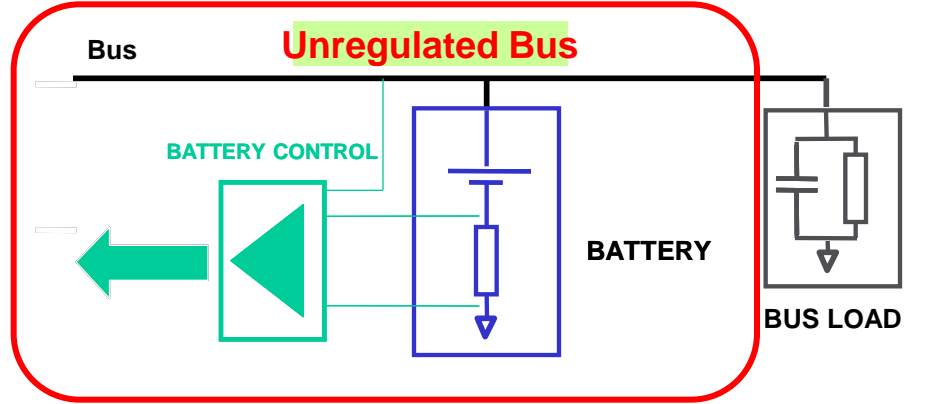 Unregulated Bus
Bus
BATTERY CONTROL
BATTERY
BUS LOAD